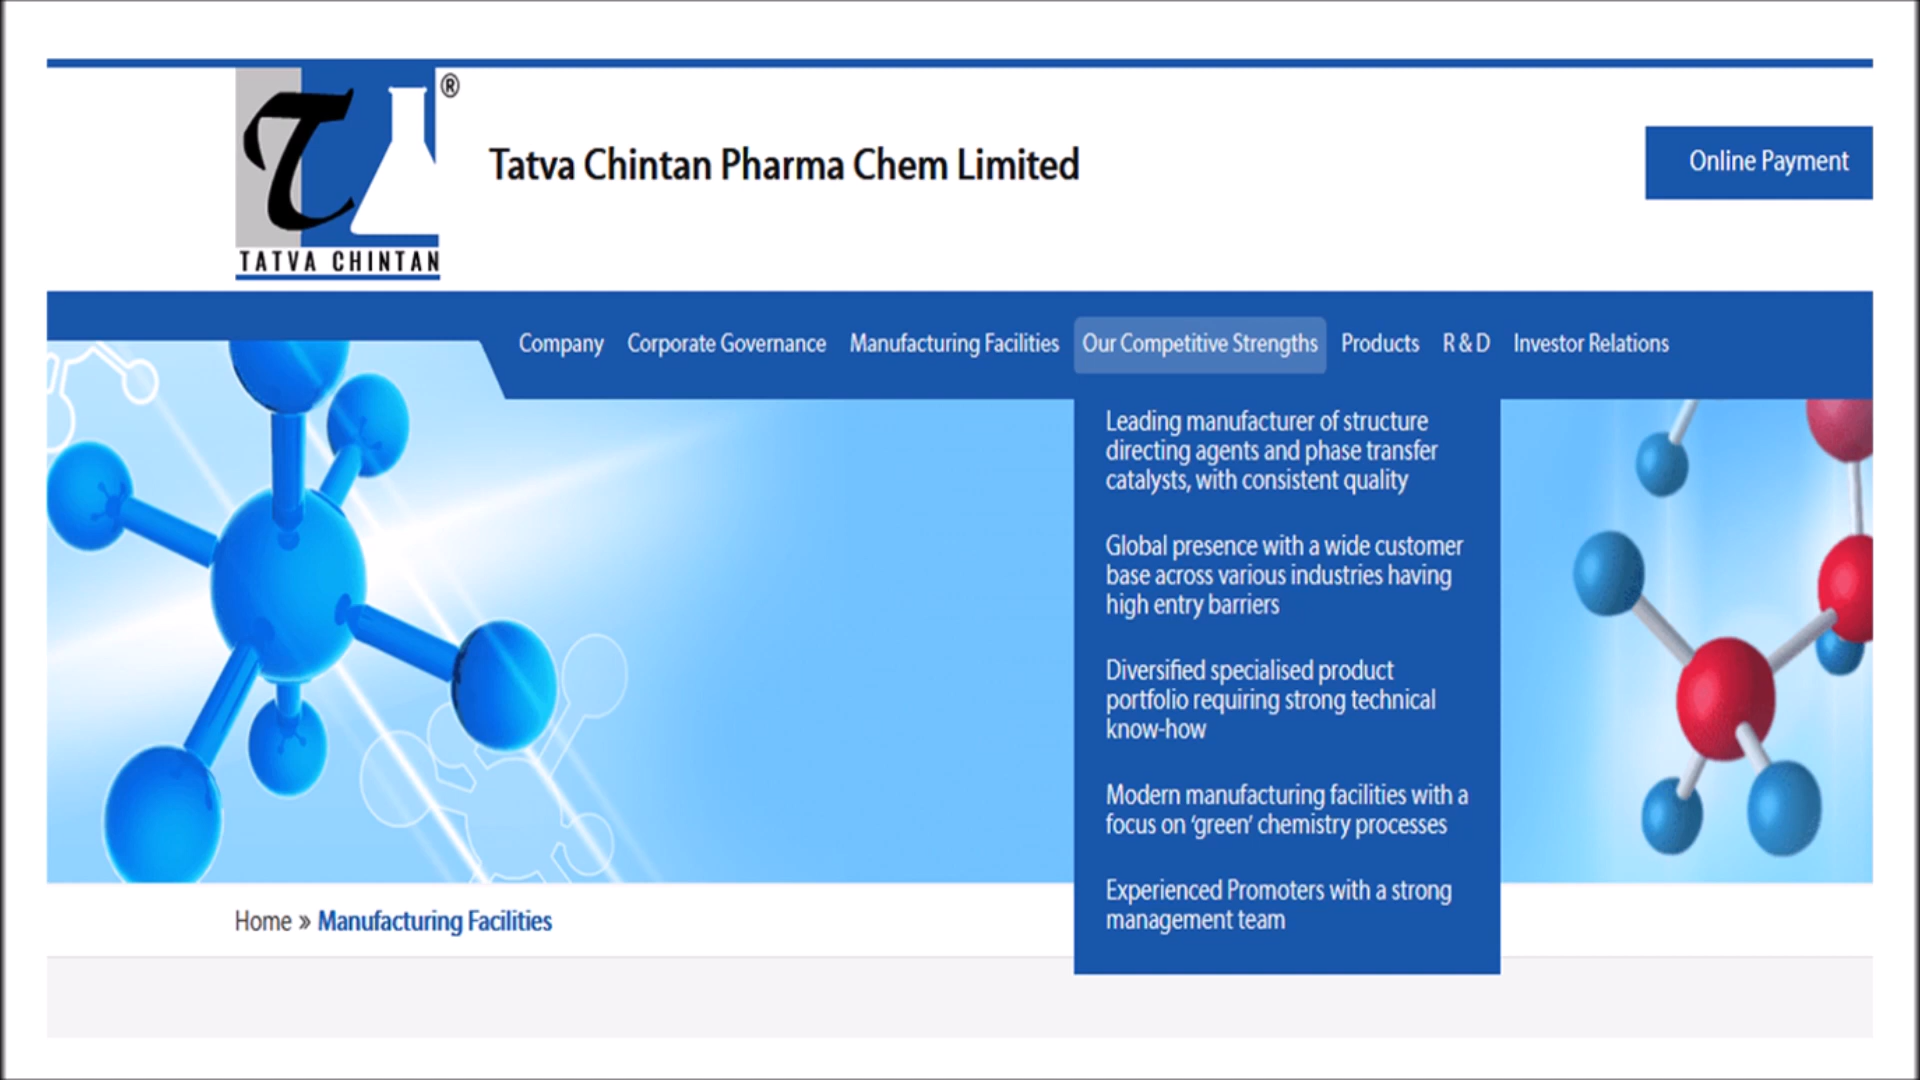 ®
Tatva Chintan Pharma Chem Limited
Online Payment
TATVA CHINTAN
Company Corporate Governance Manufacturing Facilities Our Competitive Strengths Products R & D Investor Relations
Leading manufacturer of structure
directing agents and phase transfer
catalysts, with consistent quality
Global presence with a wide customer
base across various industries having
high entry barriers
Diversified specialised product
portfolio requiring strong technical
know-how
Modern manufacturing facilities with a
focus on ‘green’ chemistry processes
Experienced Promoters with a strong
management team
Home » Manufacturing Facilities